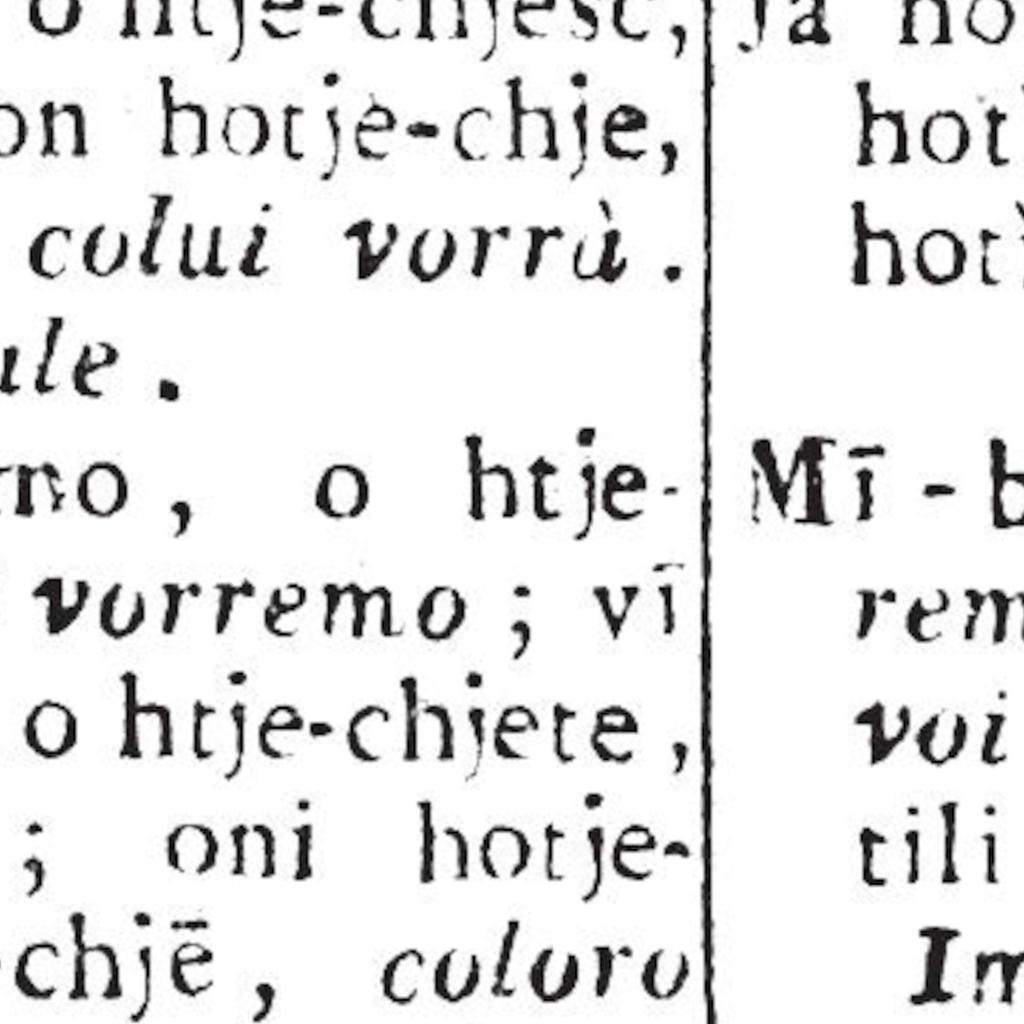 o htje-chjesc,
on hotje-chje,
colui vorrà.
ule.
rno, o htje-
vorremo; vī
o htje-chjete,
; oni hotje-
-chjē, coloro
ja ho
hot
hot
Mī-b
rem
voi
tili
Im